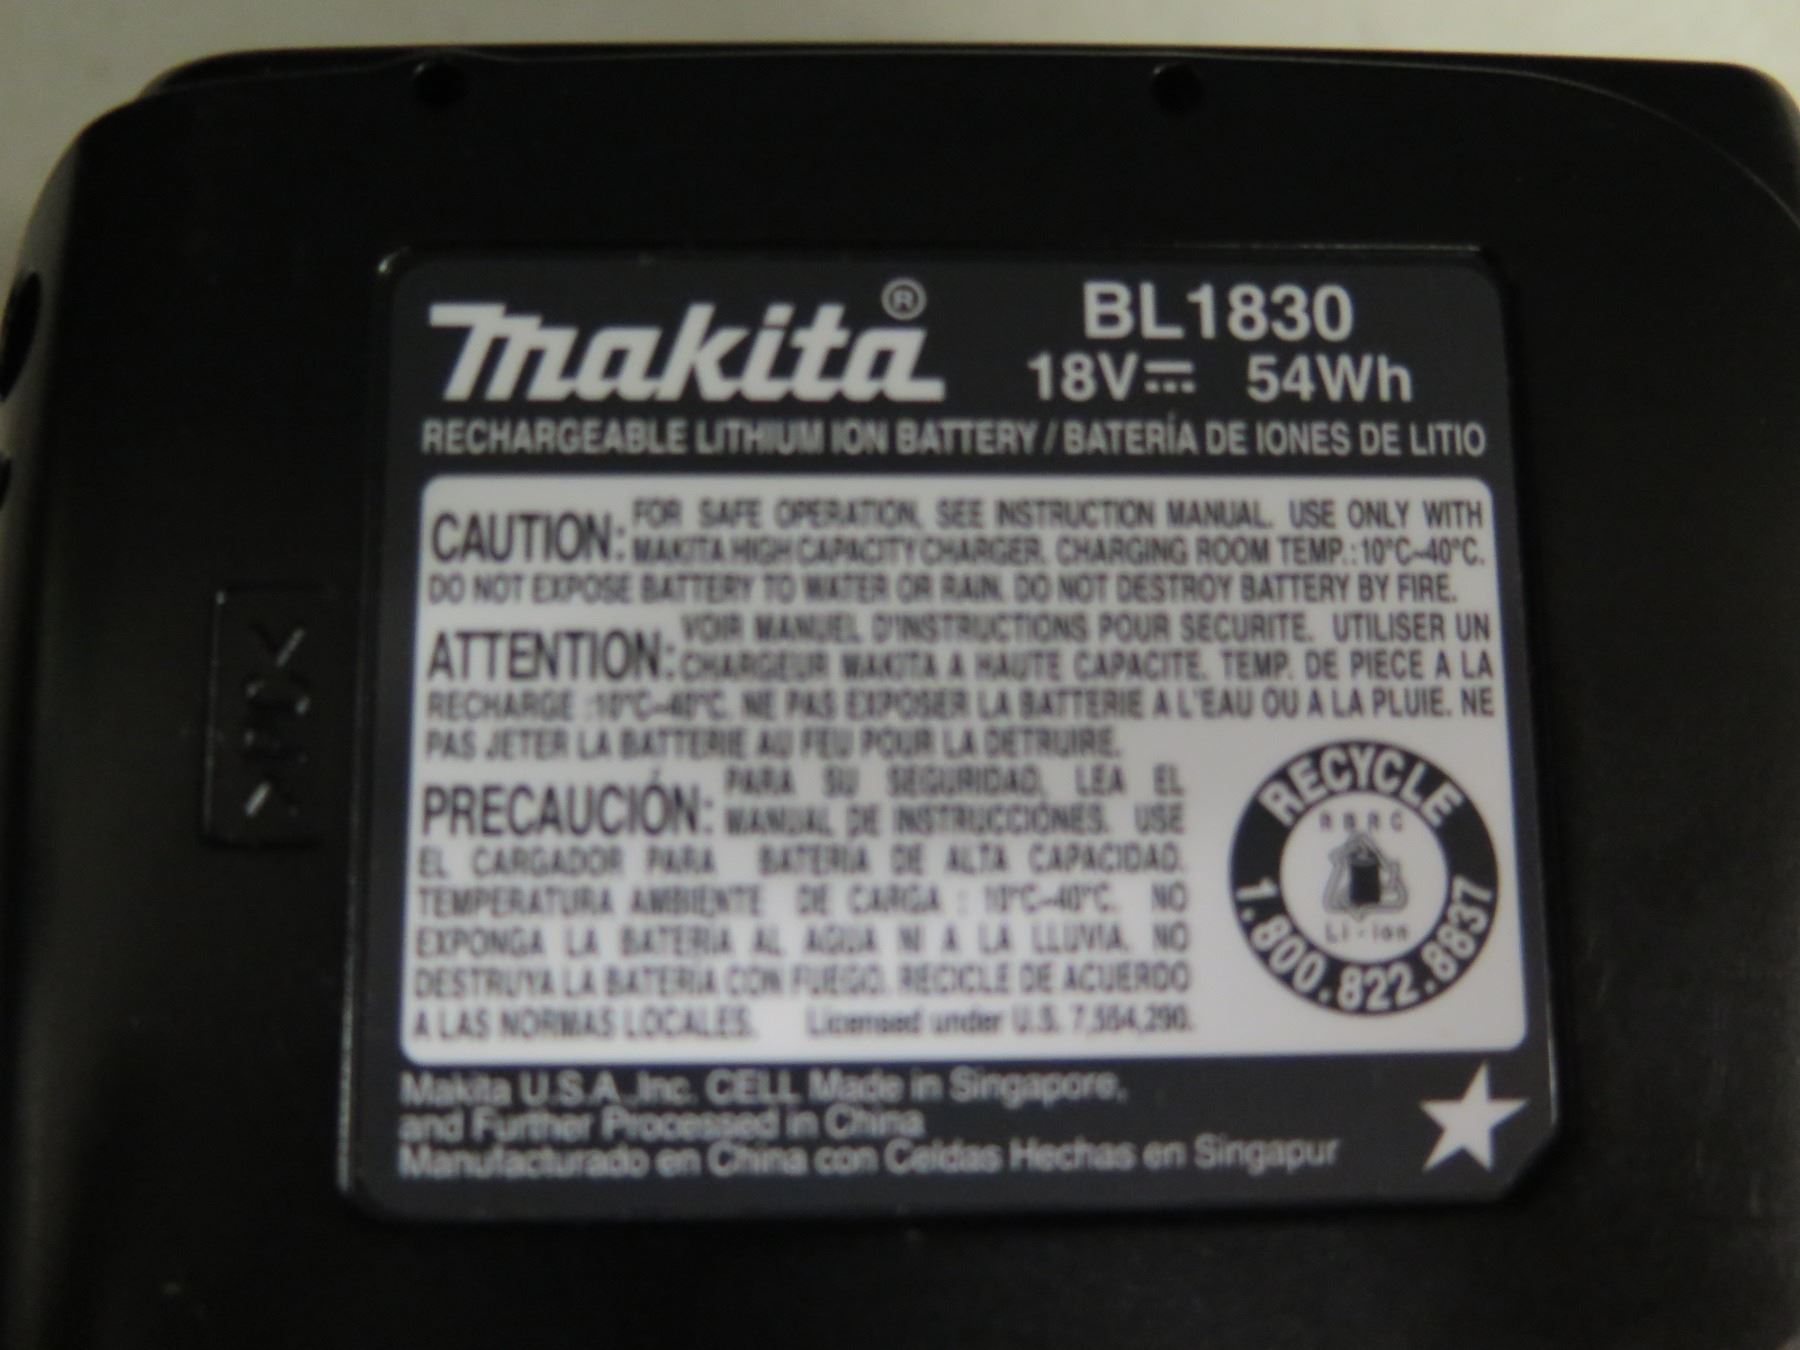 makita®
BL1830
18V 54Wh
RECHARGEABLE LITHIUM ION BATTERY / BATERÍA DE IONES DE LITIO
CAUTION: FOR SAFE OPERATION, SEE INSTRUCTION MANUAL. USE ONLY WITH
MAKITA HIGH CAPACITY CHARGER. CHARGING ROOM TEMP.:10°C~40°C.
DO NOT EXPOSE BATTERY TO WATER OR RAIN. DO NOT DESTROY BATTERY BY FIRE.
ATTENTION: VOIR MANUEL D'INSTRUCTIONS POUR SECURITE. UTILISER UN
CHARGEUR MAKITA A HAUTE CAPACITE. TEMP. DE PIECE A LA
RECHARGE :10°C~40°C. NE PAS EXPOSER LA BATTERIE A L'EAU OU A LA PLUIE. NE
PAS JETER LA BATTERIE AU FEU POUR LA DETRUIRE.
PRECAUCIÓN: PARA SU SEGURIDAD, LEA EL
MANUAL DE INSTRUCCIÓNES. USE
EL CARGADOR PARA BATERÍA DE ALTA CAPACIDAD.
TEMPERATURA AMBIENTE DE CARGA : 10°C~40°C. NO
EXPONGA LA BATERÍA AL AGUA NI A LA LLUVIA. NO
DESTRUYA LA BATERÍA CON FUEGO. RECICLE DE ACUERDO
A LAS NORMAS LOCALES. Licensed under U.S. 7,554,290.
RECYCLE
RBRC
Li-ion
1.800.822.8837
Makita U.S.A.,Inc. CELL Made in Singapore,
and Further Processed in China
Manufacturado en China con Celdas Hechas en Singapur